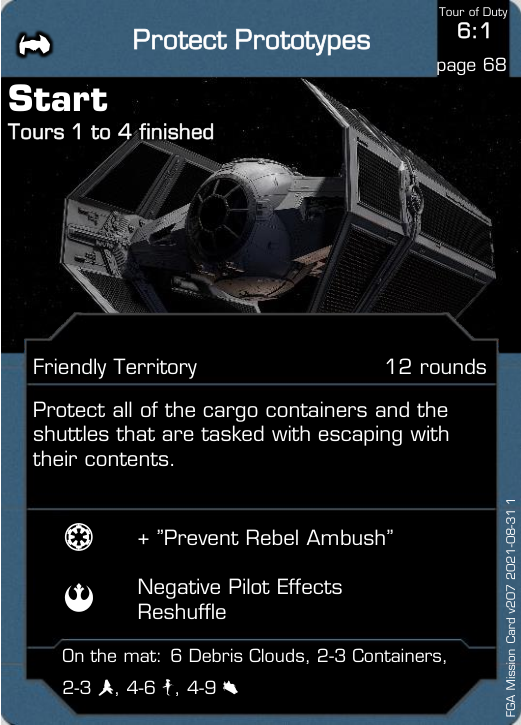 Protect Prototypes
Tour of Duty
6:1
page 68
Start
Tours 1 to 4 finished
Friendly Territory 12 rounds
Protect all of the cargo containers and the
shuttles that are tasked with escaping with
their contents.
+ ”Prevent Rebel Ambush”
Negative Pilot Effects
Reshuffle
On the mat: 6 Debris Clouds, 2-3 Containers,
2-3 , 4-6 , 4-9
FGA Mission Card v207 2021-08-31 1